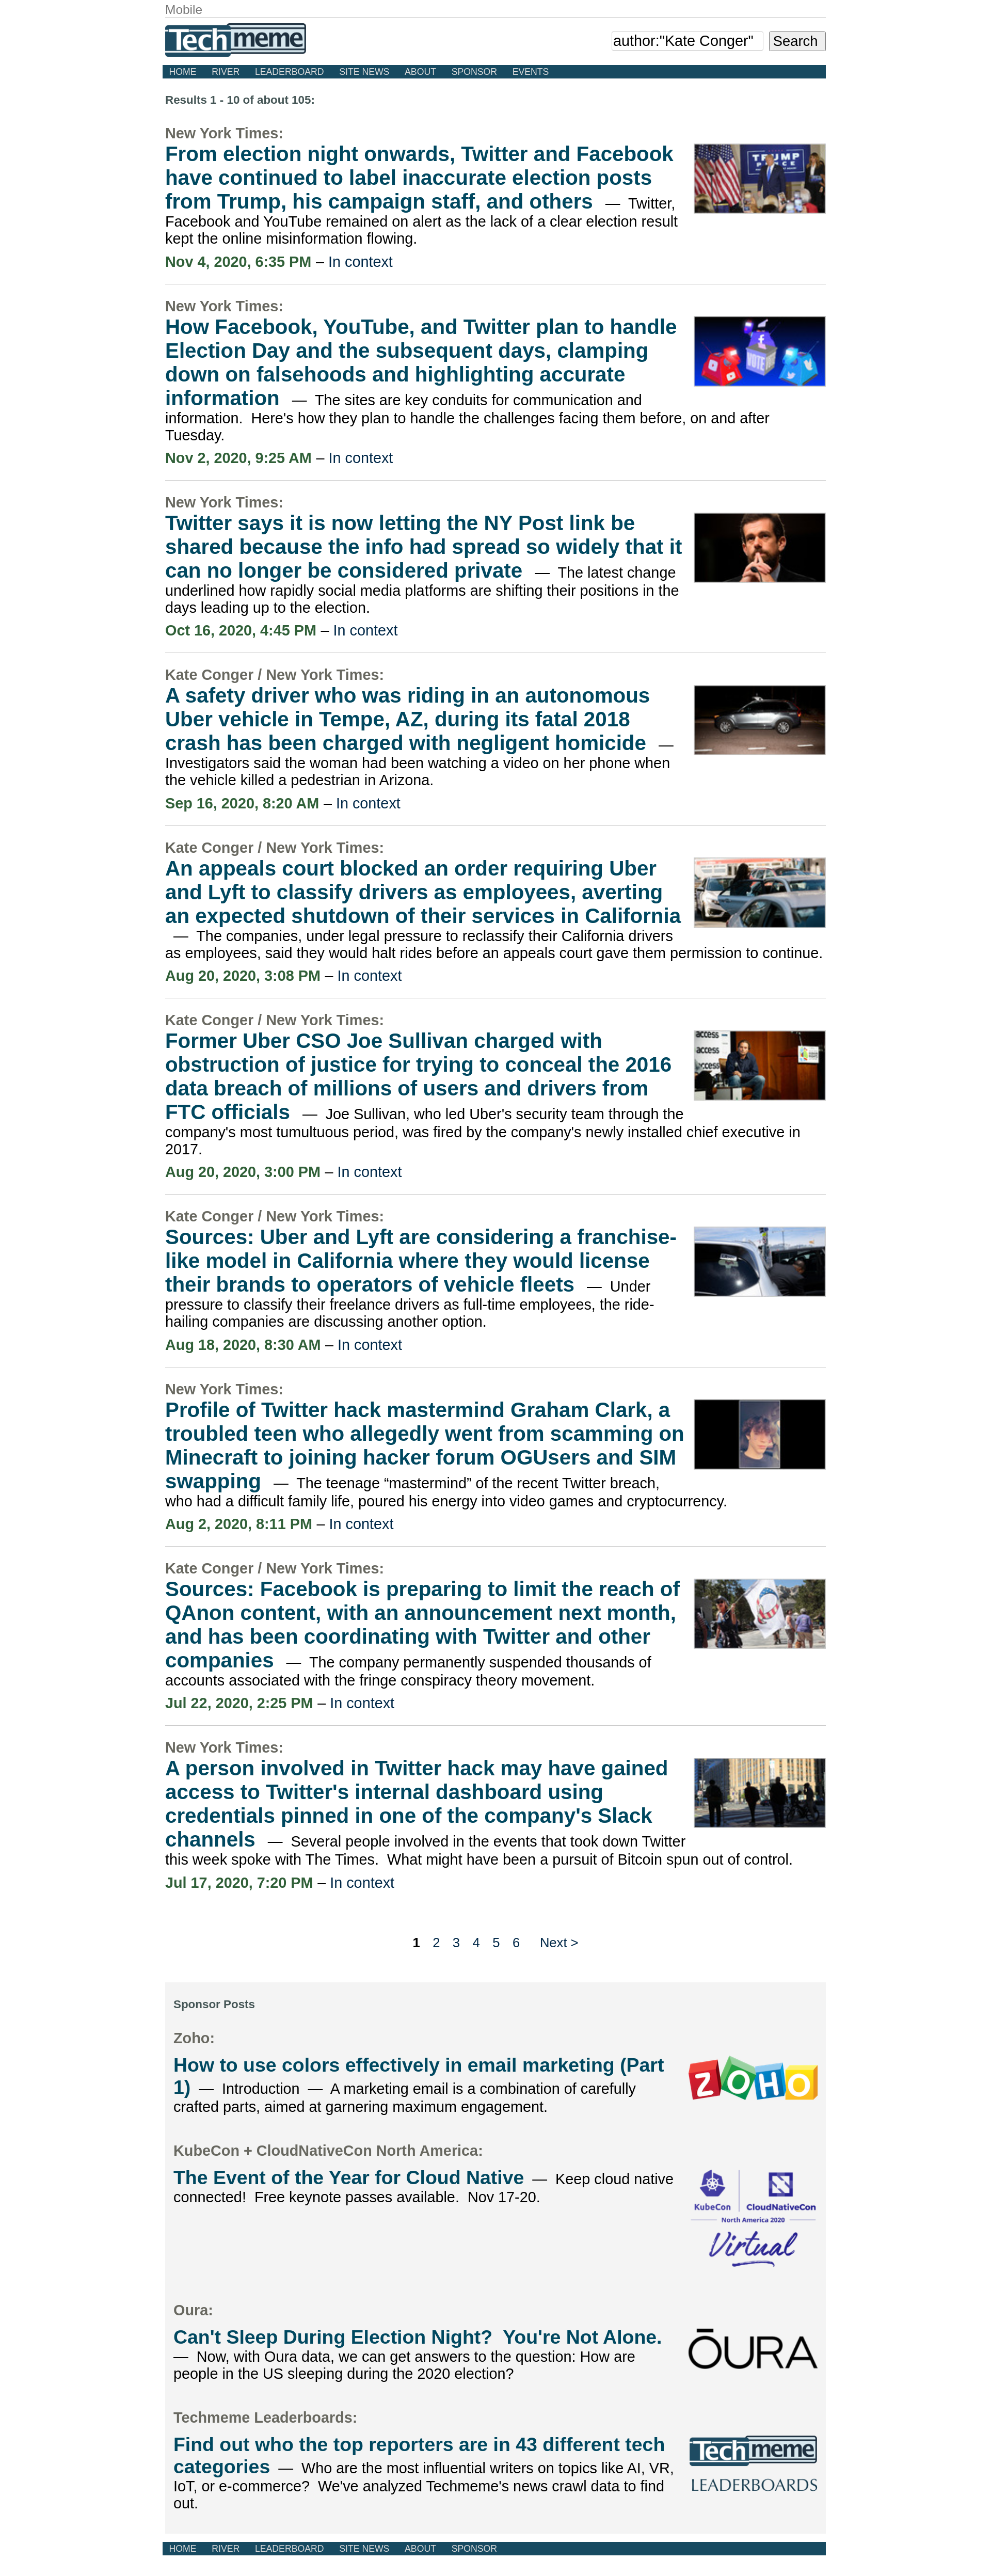 Mobile
Techmeme
author:"Kate Conger"
Search
HOME RIVER LEADERBOARD SITE NEWS ABOUT SPONSOR EVENTS
Results 1 - 10 of about 105:
New York Times:
From election night onwards, Twitter and Facebook
have continued to label inaccurate election posts
from Trump, his campaign staff, and others — Twitter,
Facebook and YouTube remained on alert as the lack of a clear election result
kept the online misinformation flowing.
Nov 4, 2020, 6:35 PM – In context
New York Times:
How Facebook, YouTube, and Twitter plan to handle
Election Day and the subsequent days, clamping
down on falsehoods and highlighting accurate
information — The sites are key conduits for communication and
information. Here's how they plan to handle the challenges facing them before, on and after
Tuesday.
Nov 2, 2020, 9:25 AM – In context
New York Times:
Twitter says it is now letting the NY Post link be
shared because the info had spread so widely that it
can no longer be considered private — The latest change
underlined how rapidly social media platforms are shifting their positions in the
days leading up to the election.
Oct 16, 2020, 4:45 PM – In context
Kate Conger / New York Times:
A safety driver who was riding in an autonomous
Uber vehicle in Tempe, AZ, during its fatal 2018
crash has been charged with negligent homicide —
Investigators said the woman had been watching a video on her phone when
the vehicle killed a pedestrian in Arizona.
Sep 16, 2020, 8:20 AM – In context
Kate Conger / New York Times:
An appeals court blocked an order requiring Uber
and Lyft to classify drivers as employees, averting
an expected shutdown of their services in California
— The companies, under legal pressure to reclassify their California drivers
as employees, said they would halt rides before an appeals court gave them permission to continue.
Aug 20, 2020, 3:08 PM – In context
Kate Conger / New York Times:
Former Uber CSO Joe Sullivan charged with
obstruction of justice for trying to conceal the 2016
data breach of millions of users and drivers from
FTC officials — Joe Sullivan, who led Uber's security team through the
company's most tumultuous period, was fired by the company's newly installed chief executive in
2017.
Aug 20, 2020, 3:00 PM – In context
Kate Conger / New York Times:
Sources: Uber and Lyft are considering a franchise-
like model in California where they would license
their brands to operators of vehicle fleets — Under
pressure to classify their freelance drivers as full-time employees, the ride-
hailing companies are discussing another option.
Aug 18, 2020, 8:30 AM – In context
New York Times:
Profile of Twitter hack mastermind Graham Clark, a
troubled teen who allegedly went from scamming on
Minecraft to joining hacker forum OGUsers and SIM
swapping — The teenage “mastermind” of the recent Twitter breach,
who had a difficult family life, poured his energy into video games and cryptocurrency.
Aug 2, 2020, 8:11 PM – In context
Kate Conger / New York Times:
Sources: Facebook is preparing to limit the reach of
QAnon content, with an announcement next month,
and has been coordinating with Twitter and other
companies — The company permanently suspended thousands of
accounts associated with the fringe conspiracy theory movement.
Jul 22, 2020, 2:25 PM – In context
New York Times:
A person involved in Twitter hack may have gained
access to Twitter's internal dashboard using
credentials pinned in one of the company's Slack
channels — Several people involved in the events that took down Twitter
this week spoke with The Times. What might have been a pursuit of Bitcoin spun out of control.
Jul 17, 2020, 7:20 PM – In context
1 2 3 4 5 6 Next >
Sponsor Posts
Zoho:
How to use colors effectively in email marketing (Part
1) — Introduction — A marketing email is a combination of carefully
crafted parts, aimed at garnering maximum engagement.
ZOHO
KubeCon + CloudNativeCon North America:
The Event of the Year for Cloud Native — Keep cloud native
connected! Free keynote passes available. Nov 17-20.
KubeCon CloudNativeCon
North America 2020
Virtual
Oura:
Can't Sleep During Election Night? You're Not Alone.
— Now, with Oura data, we can get answers to the question: How are
people in the US sleeping during the 2020 election?
ŌURA
Techmeme Leaderboards:
Find out who the top reporters are in 43 different tech
categories — Who are the most influential writers on topics like AI, VR,
IoT, or e-commerce? We've analyzed Techmeme's news crawl data to find
out.
Techmeme
LEADERBOARDS
HOME RIVER LEADERBOARD SITE NEWS ABOUT SPONSOR